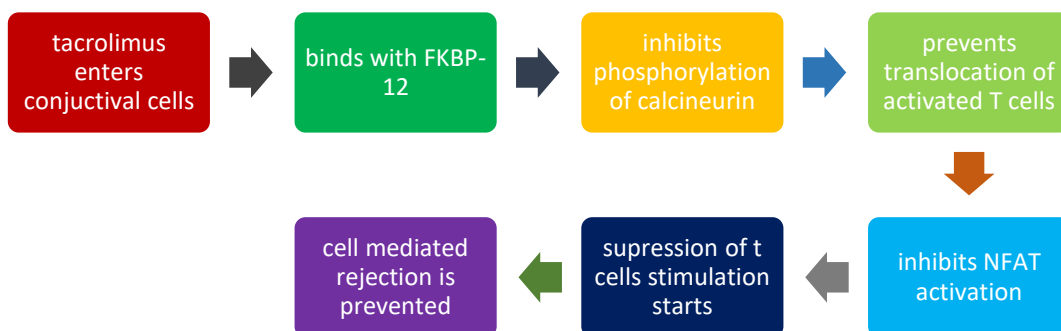 tacrolimus
enters
conjuctival cells
binds with FKBP-
12
inhibits
phosphorylation
of calcineurin
prevents
translocation of
activated T cells
inhibits NFAT
activation
supression of t
cells stimulation
starts
cell mediated
rejection is
prevented